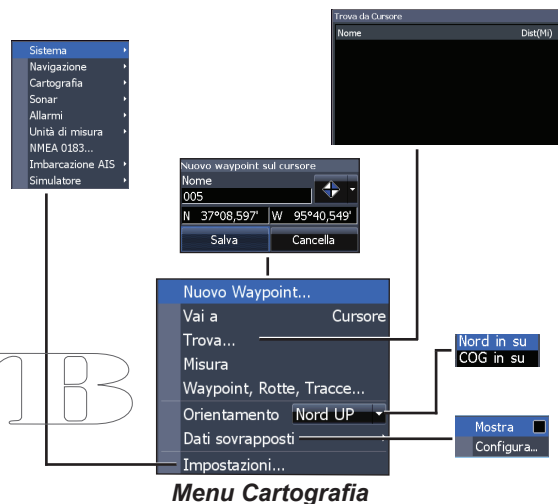 Trova da Cursore
Nome Dist(Mi)
Sistema
Navigazione
Cartografia
Sonar
Allarmi
Unità di misura
NMEA 0183...
Imbarcazione AIS
Simulatore
Nuovo waypoint sul cursore
Nome
005
N 37°08,597' W 95°40,549'
Salva Cancella
Nuovo Waypoint...
Vai a Cursore
Trova...
Misura
Waypoint, Rotte, Tracce...
Orientamento Nord UP
Dati sovrapposti
Impostazioni...
Nord in su
COG in su
Mostra
Configura...
Menu Cartografia